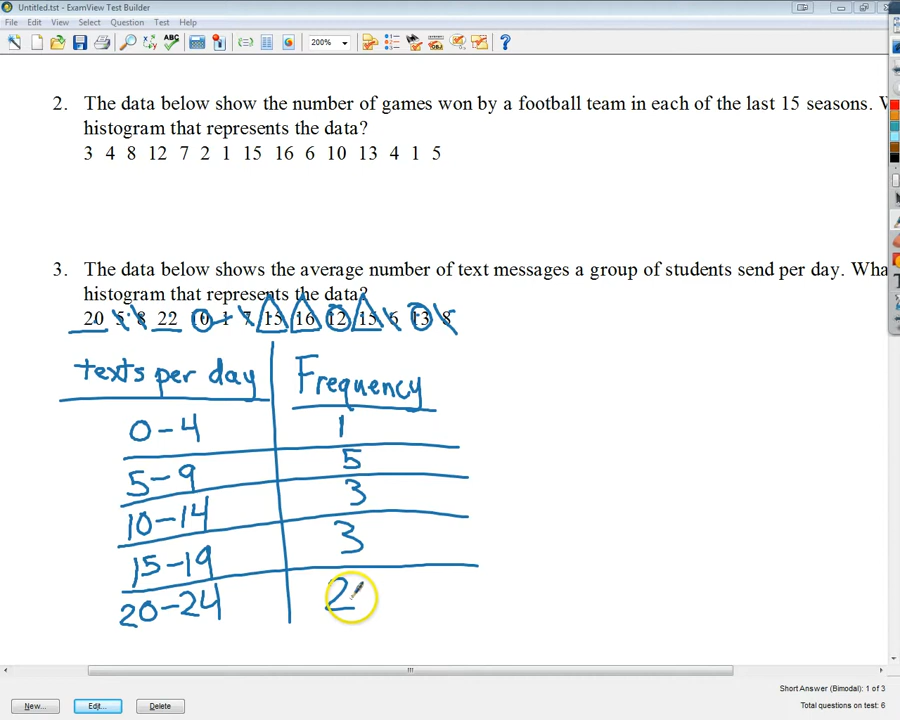 Untitled.tst - ExamView Test Builder
File Edit View Select Question Test Help
200%
2. The data below show the number of games won by a football team in each of the last 15 seasons.
histogram that represents the data?
3 4 8 12 7 2 1 15 16 6 10 13 4 1 5
3. The data below shows the average number of text messages a group of students send per day. Wha
histogram that represents the data?
20 5 8 22 10 1 7 15 16 12 15 6 13 8
texts per day Frequency
0-4 1
5-9 5
10-14 3
15-19 3
20-24 2
Short Answer (Bimodal): 1 of 3
New... Edit... Delete
Total questions on test: 6